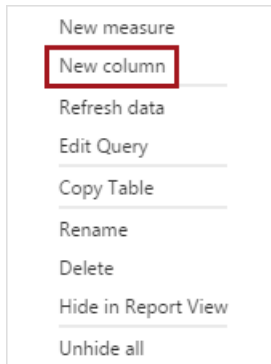 New measure
New column
Refresh data
Edit Query
Copy Table
Rename
Delete
Hide in Report View
Unhide all